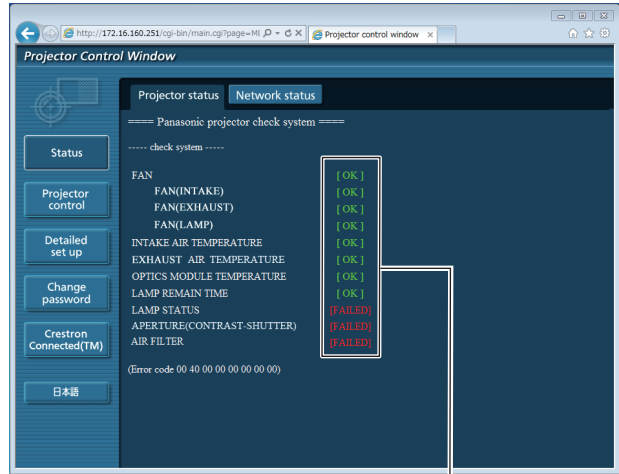 http://172.16.160.251/cgi-bin/main.cgi?page=MI
Projector control window
Projector Control Window
Projector status
Network status
==== Panasonic projector check system ====
----- check system -----
Status
FAN [ OK ]
FAN(INTAKE) [ OK ]
Projector control
FAN(EXHAUST) [ OK ]
FAN(LAMP) [ OK ]
Detailed set up
INTAKE AIR TEMPERATURE [ OK ]
EXHAUST AIR TEMPERATURE [ OK ]
OPTICS MODULE TEMPERATURE [ OK ]
Change password
LAMP REMAIN TIME [ OK ]
LAMP STATUS [FAILED]
APERTURE(CONTRAST-SHUTTER) [FAILED]
Crestron Connected(TM)
AIR FILTER [FAILED]
(Error code 00 40 00 00 00 00 00 00)
日本語